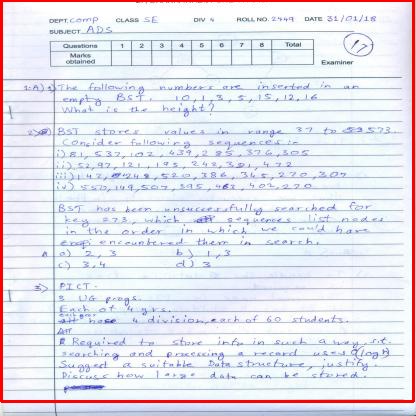 DEPT. Comp CLASS SE DIV 4 ROLL NO. 2449 DATE 31/01/18
SUBJECT ADS
Questions 1 2 3 4 5 6 7 8 Total
Marks obtained
17
Examiner
1.A) 1) The following numbers are inserted in an
empty BST. 10, 1, 3, 5, 15, 12, 16
What is the height?
2) BST stores values in range 37 to 573.
Consider following sequences:-
i) 81, 537, 102, 439, 285, 376, 305
ii) 52, 97, 121, 195, 242, 472
iii) 142, 248, 520, 386, 345, 270, 307
iv) 550, 149, 507, 395, 402, 270
BST has been unsuccessfully searched for
key 273, which sequences list nodes
in the order in which we could have
encountered them in search.
a) 2, 3 b) 1, 3
c) 3, 4 d) 3
3) PICT.
3 UG progs.
Each of 4 yrs.
each year has 4 division, each of 60 students.
Required to store info in such a way, s.t.
searching and processing a record uses O(log n)
Suggest a suitable Data structure, justify.
Discuss how large data can be stored.